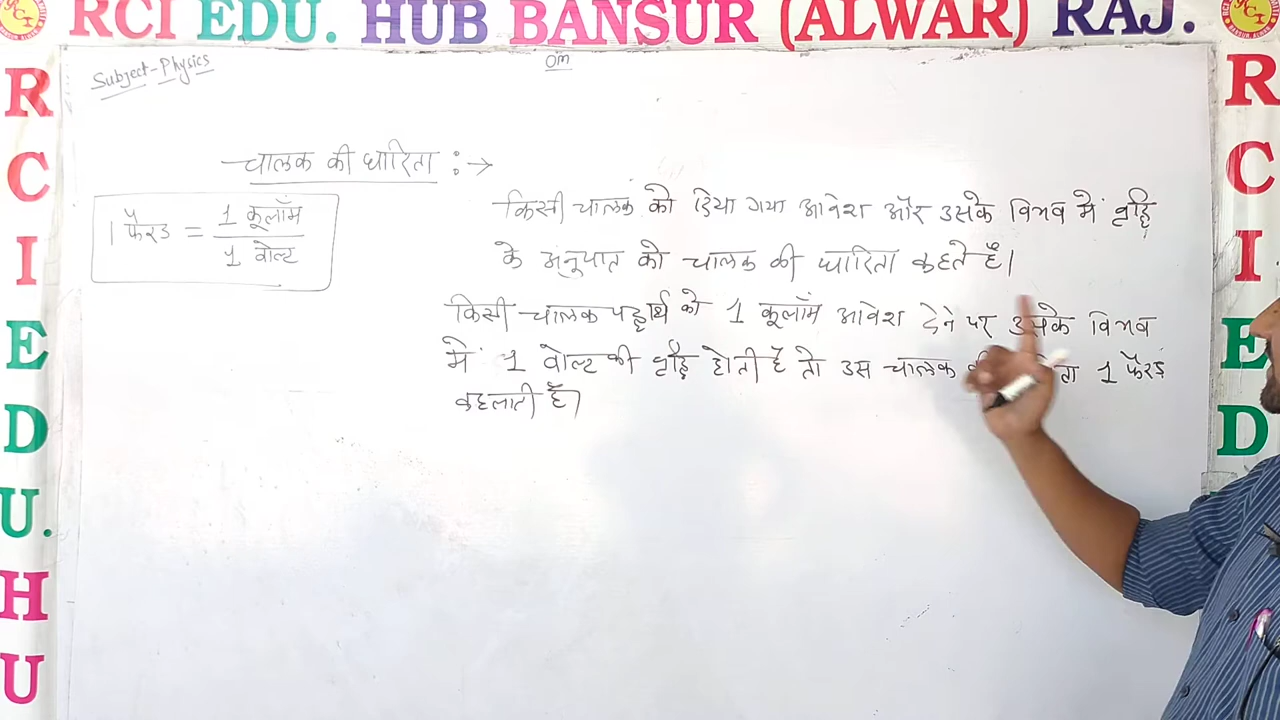 RCI EDU. HUB BANSUR (ALWAR) RAJ.
Subject-Physics
Om
चालक की धारिता :→
1 फैरड = 1 कूलॉम / 1 वोल्ट
किसी चालक को दिया गया आवेश और उसके विभव में वृद्धि
के अनुपात को चालक की धारिता कहते हैं।
किसी चालक पदार्थ को 1 कूलॉम आवेश देने पर उसके विभव
में 1 वोल्ट की वृद्धि होती है तो उस चालक 1 फैरड
कहलाती है।
R
C
I
E
D
U.
H
U
R
C
I
E
D